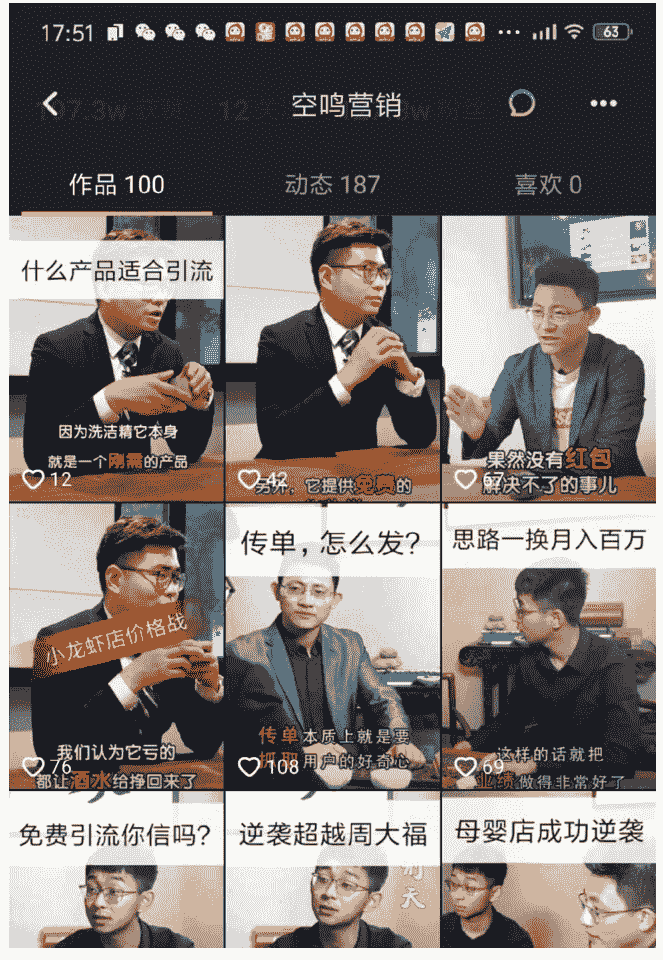 17:51
63
空鸣营销
作品 100
动态 187
喜欢 0
什么产品适合引流
因为洗洁精它本身
就是一个刚需的产品
12
另外，它提供免费的
42
果然没有红包
解决不了的事儿
67
小龙虾店价格战
我们认为它亏的
都让酒水给挣回来了
76
传单，怎么发？
传单本质上就是要
抓取用户的好奇心
108
思路一换月入百万
这样的话就把
业绩做得非常好了
69
免费引流你信吗？
逆袭超越周大福
母婴店成功逆袭